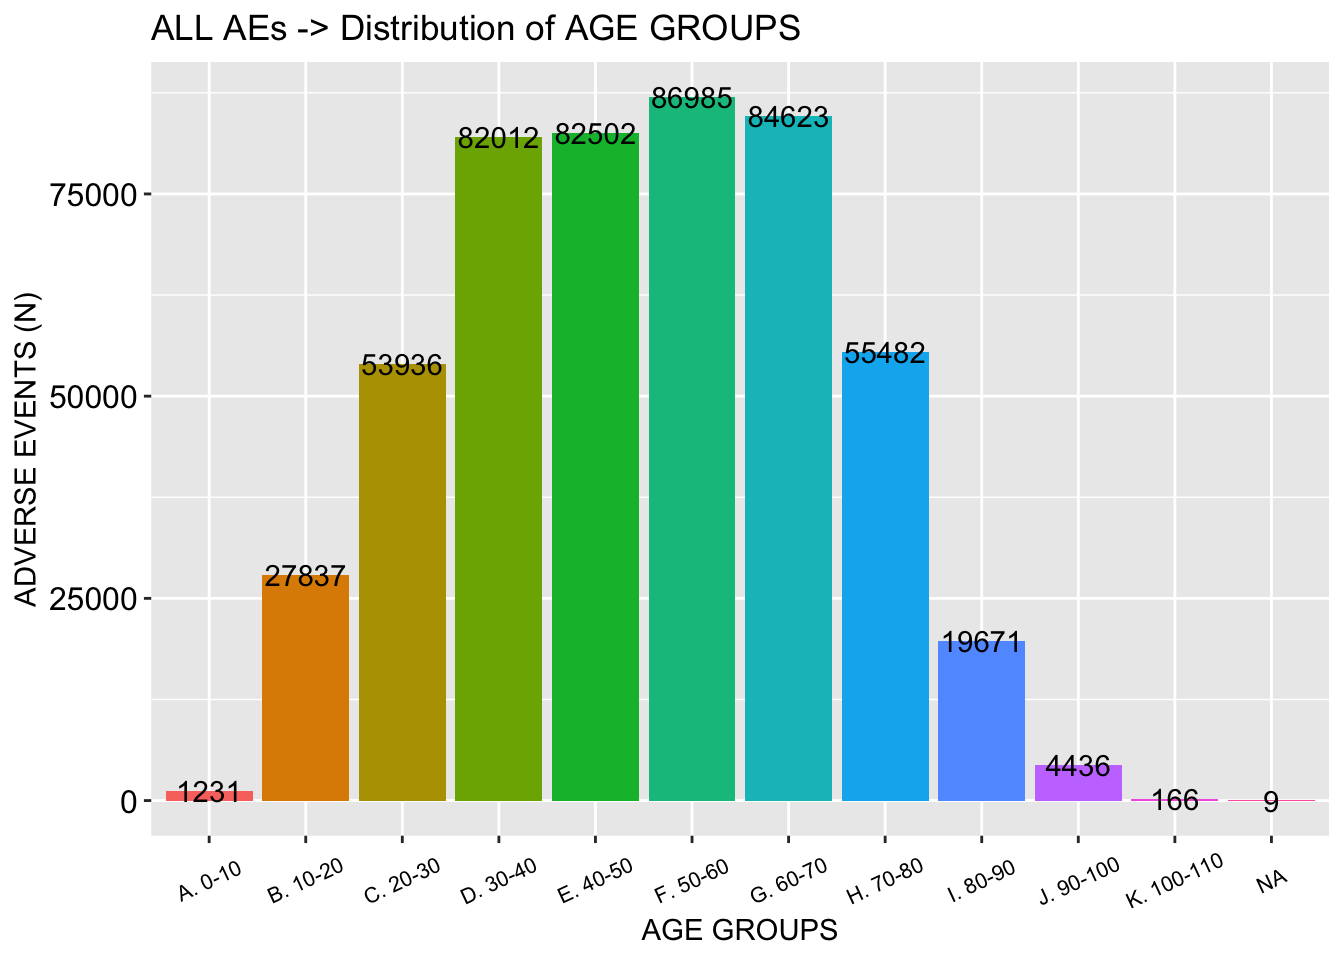 ALL AEs -> Distribution of AGE GROUPS
ADVERSE EVENTS (N)
75000
50000
25000
0
1231
27837
53936
82012
82502
86985
84623
55482
19671
4436
166
9
A. 0-10
B. 10-20
C. 20-30
D. 30-40
E. 40-50
F. 50-60
G. 60-70
H. 70-80
I. 80-90
J. 90-100
K. 100-110
NA
AGE GROUPS